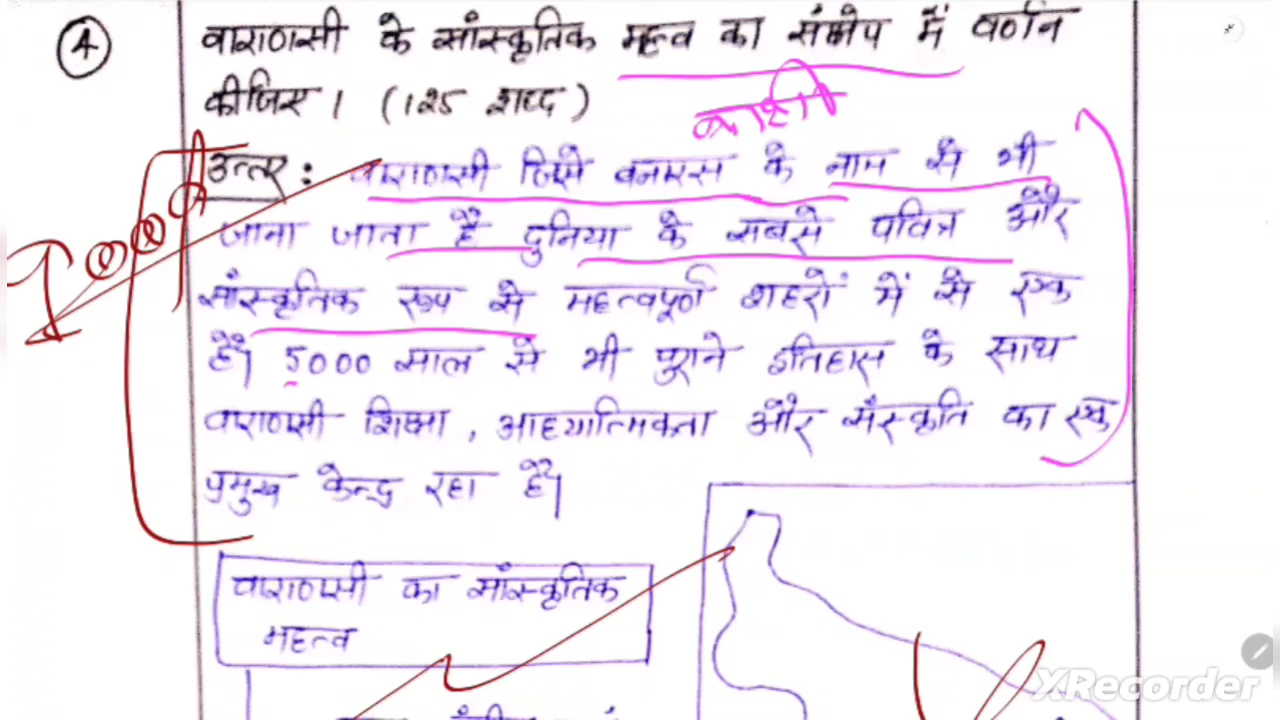 ④ वाराणसी के सांस्कृतिक महत्व का संक्षेप में वर्णन
कीजिए। (125 शब्द)
काशी
उत्तर: वाराणसी जिसे बनारस के नाम से भी
जाना जाता है दुनिया के सबसे पवित्र और
सांस्कृतिक रूप से महत्वपूर्ण शहरों में से एक
है। 5000 साल से भी पुराने इतिहास के साथ
वाराणसी शिक्षा, आध्यात्मिकता और संस्कृति का एक
प्रमुख केन्द्र रहा है।
वाराणसी का सांस्कृतिक
महत्व
XRecorder